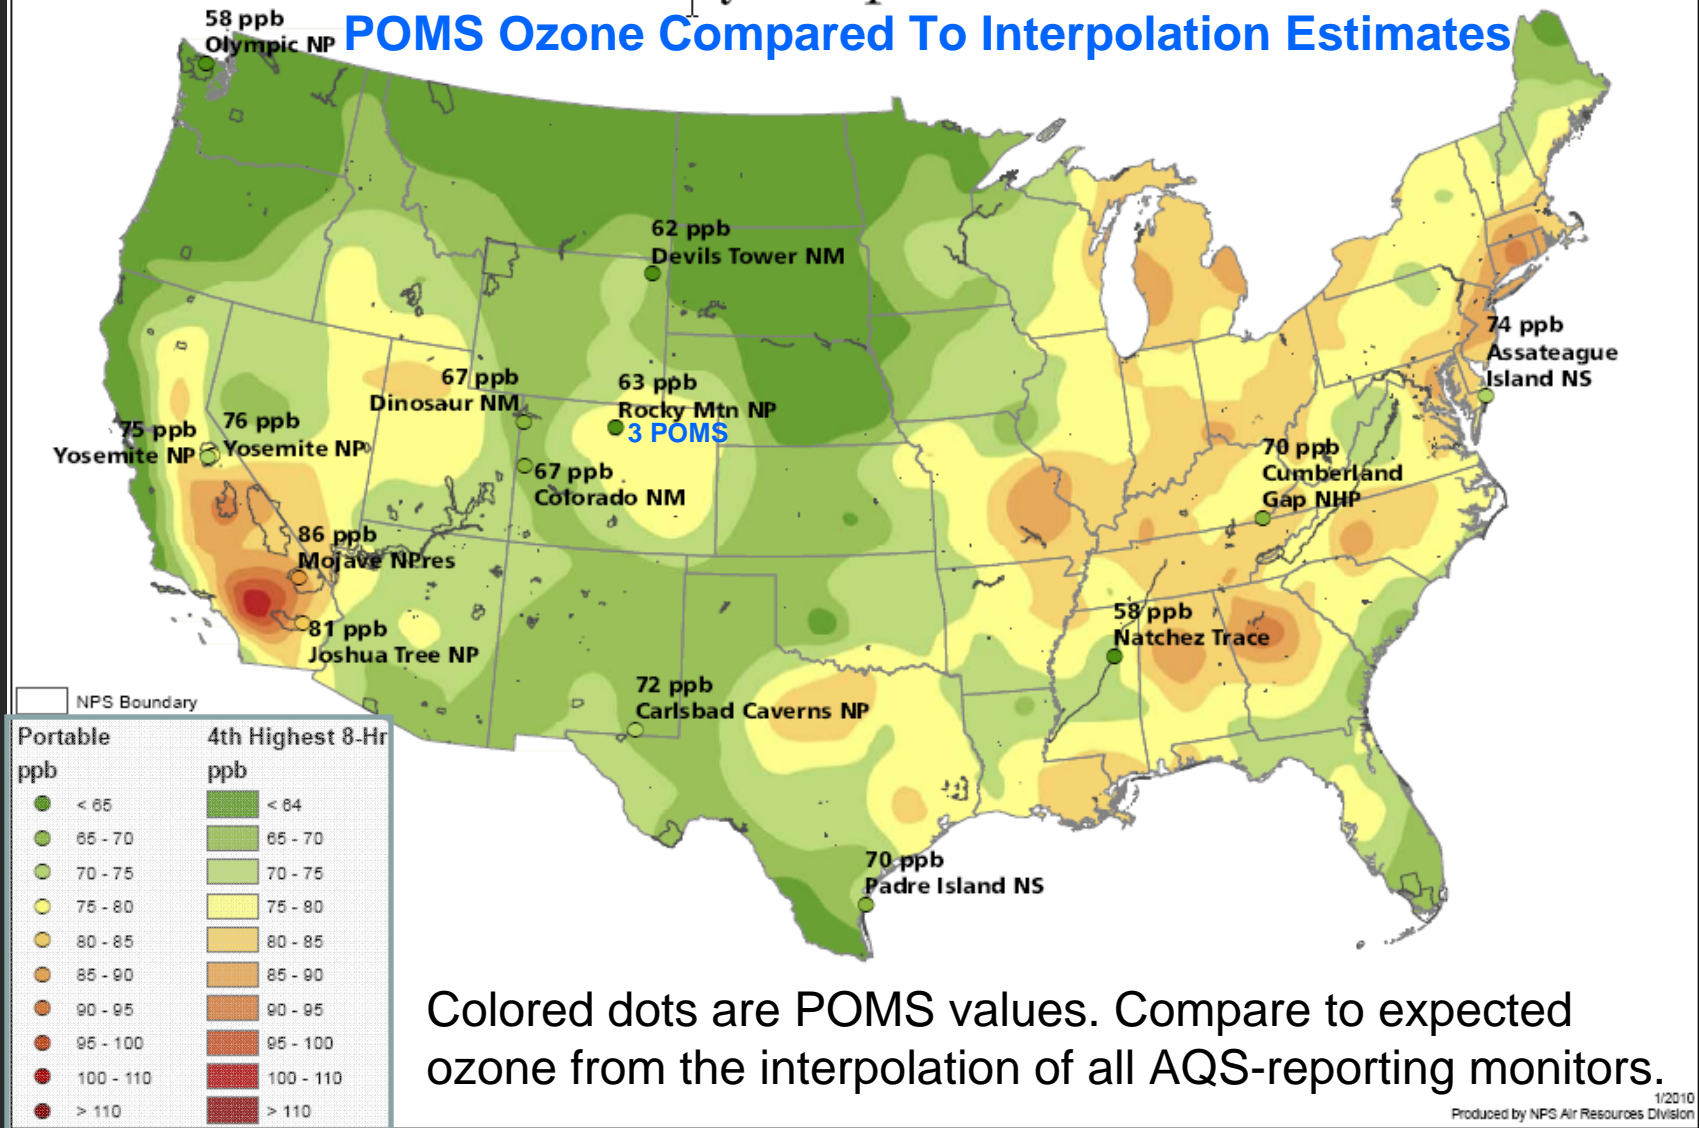 58 ppb
Olympic NP
POMS Ozone Compared To Interpolation Estimates
62 ppb
Devils Tower NM
74 ppb
Assateague
Island NS
67 ppb
Dinosaur NM
63 ppb
Rocky Mtn NP
3 POMS
75 ppb
Yosemite NP
76 ppb
Yosemite NP
67 ppb
Colorado NM
70 ppb
Cumberland
Gap NHP
86 ppb
Mojave NPres
58 ppb
Natchez Trace
81 ppb
Joshua Tree NP
72 ppb
Carlsbad Caverns NP
70 ppb
Padre Island NS
NPS Boundary
Portable 4th Highest 8-Hr
ppb ppb
< 65 < 64
65 - 70 65 - 70
70 - 75 70 - 75
75 - 80 75 - 80
80 - 85 80 - 85
85 - 90 85 - 90
90 - 95 90 - 95
95 - 100 95 - 100
100 - 110 100 - 110
> 110 > 110
Colored dots are POMS values. Compare to expected
ozone from the interpolation of all AQS-reporting monitors.
1/2010
Produced by NPS Air Resources Division